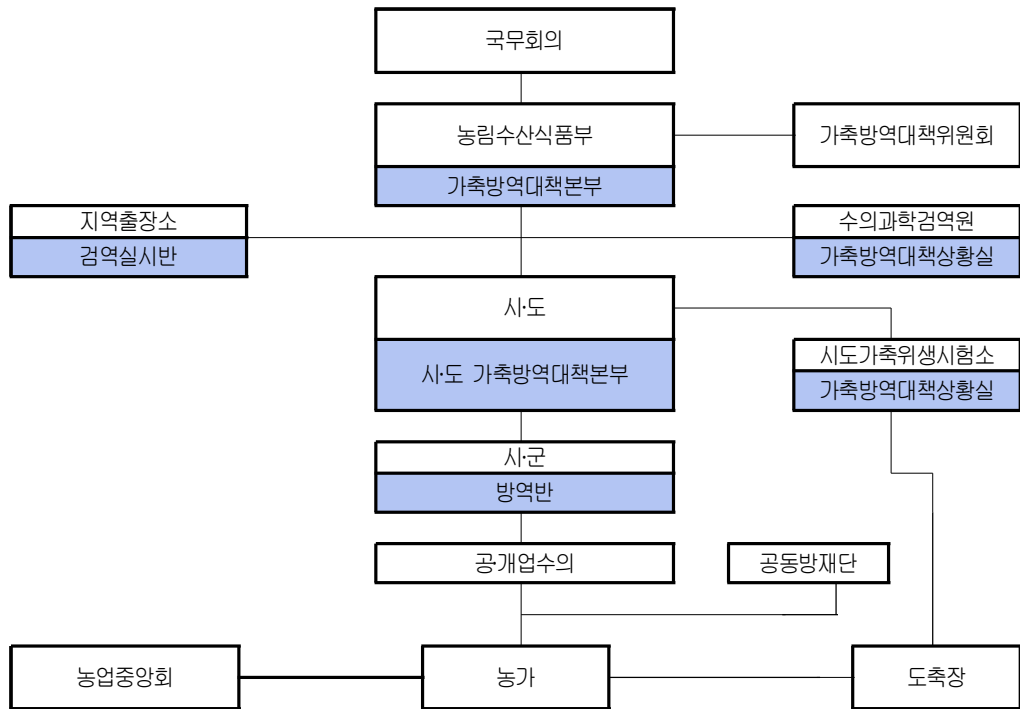 국무회의
농림수산식품부
가축방역대책위원회
가축방역대책본부
지역출장소
수의과학검역원
검역실시반
가축방역대책상황실
시·도
시·도 가축방역대책본부
시도가축위생시험소
가축방역대책상황실
시·군
방역반
공·개업수의
공동방재단
농업중앙회
농가
도축장